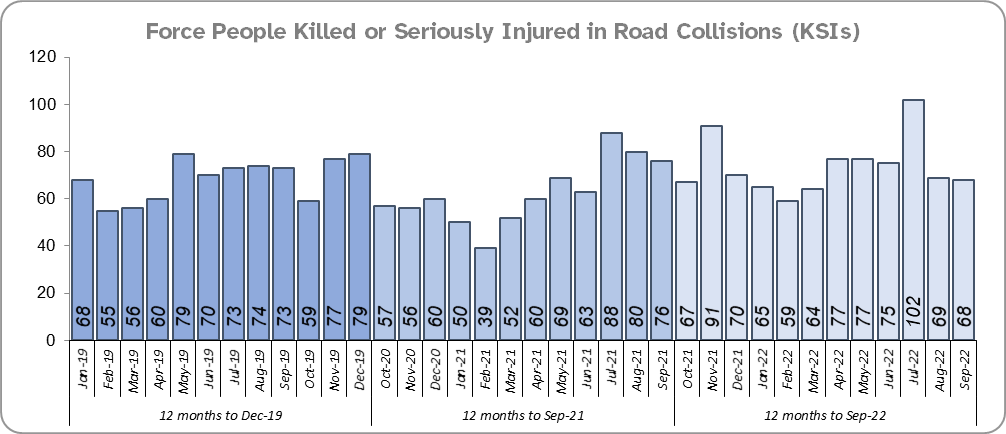 Force People Killed or Seriously Injured in Road Collisions (KSIs)
120
100
80
60
40
20
0
68 55 56 60 79 70 73 74 73 59 77 79 57 56 60 50 39 52 60 69 63 88 80 76 67 91 70 65 59 64 77 77 75 102 69 68
Jan-19 Feb-19 Mar-19 Apr-19 May-19 Jun-19 Jul-19 Aug-19 Sep-19 Oct-19 Nov-19 Dec-19 Oct-20 Nov-20 Dec-20 Jan-21 Feb-21 Mar-21 Apr-21 May-21 Jun-21 Jul-21 Aug-21 Sep-21 Oct-21 Nov-21 Dec-21 Jan-22 Feb-22 Mar-22 Apr-22 May-22 Jun-22 Jul-22 Aug-22 Sep-22
12 months to Dec-19 12 months to Sep-21 12 months to Sep-22